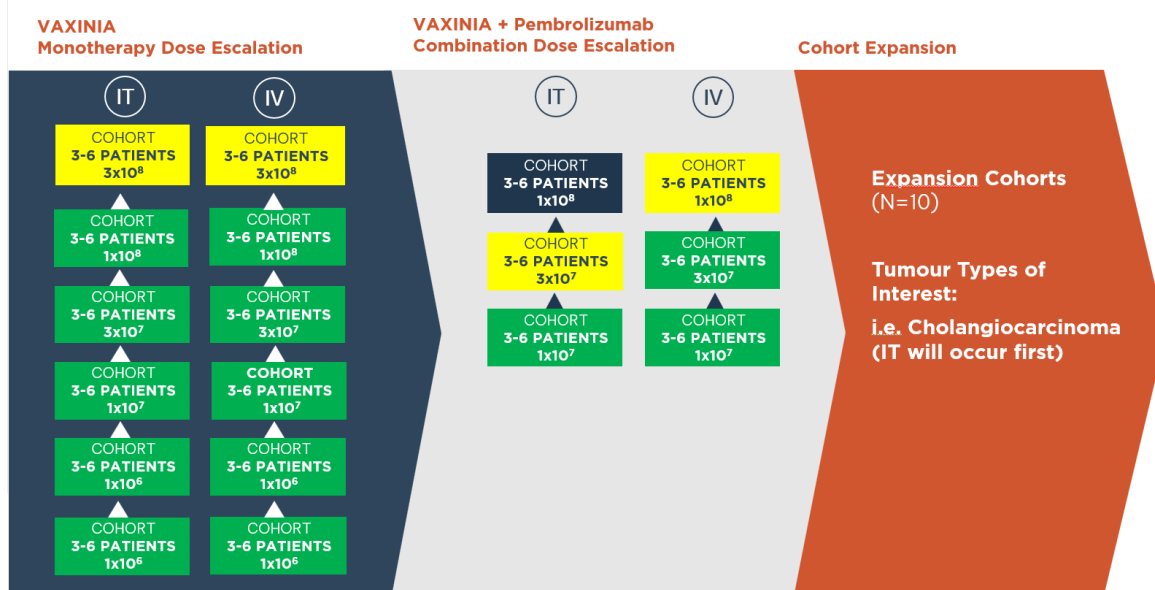 VAXINIA
Monotherapy Dose Escalation
IT
IV
COHORT
3-6 PATIENTS
3x10⁸
COHORT
3-6 PATIENTS
3x10⁸
COHORT
3-6 PATIENTS
1x10⁸
COHORT
3-6 PATIENTS
1x10⁸
COHORT
3-6 PATIENTS
3x10⁷
COHORT
3-6 PATIENTS
3x10⁷
COHORT
3-6 PATIENTS
1x10⁷
COHORT
3-6 PATIENTS
1x10⁷
COHORT
3-6 PATIENTS
1x10⁶
COHORT
3-6 PATIENTS
1x10⁶
COHORT
3-6 PATIENTS
1x10⁶
COHORT
3-6 PATIENTS
1x10⁶
VAXINIA + Pembrolizumab
Combination Dose Escalation
IT
IV
COHORT
3-6 PATIENTS
1x10⁸
COHORT
3-6 PATIENTS
1x10⁸
COHORT
3-6 PATIENTS
3x10⁷
COHORT
3-6 PATIENTS
3x10⁷
COHORT
3-6 PATIENTS
1x10⁷
COHORT
3-6 PATIENTS
1x10⁷
Cohort Expansion
Expansion Cohorts
(N=10)
Tumour Types of
Interest:
i.e. Cholangiocarcinoma
(IT will occur first)